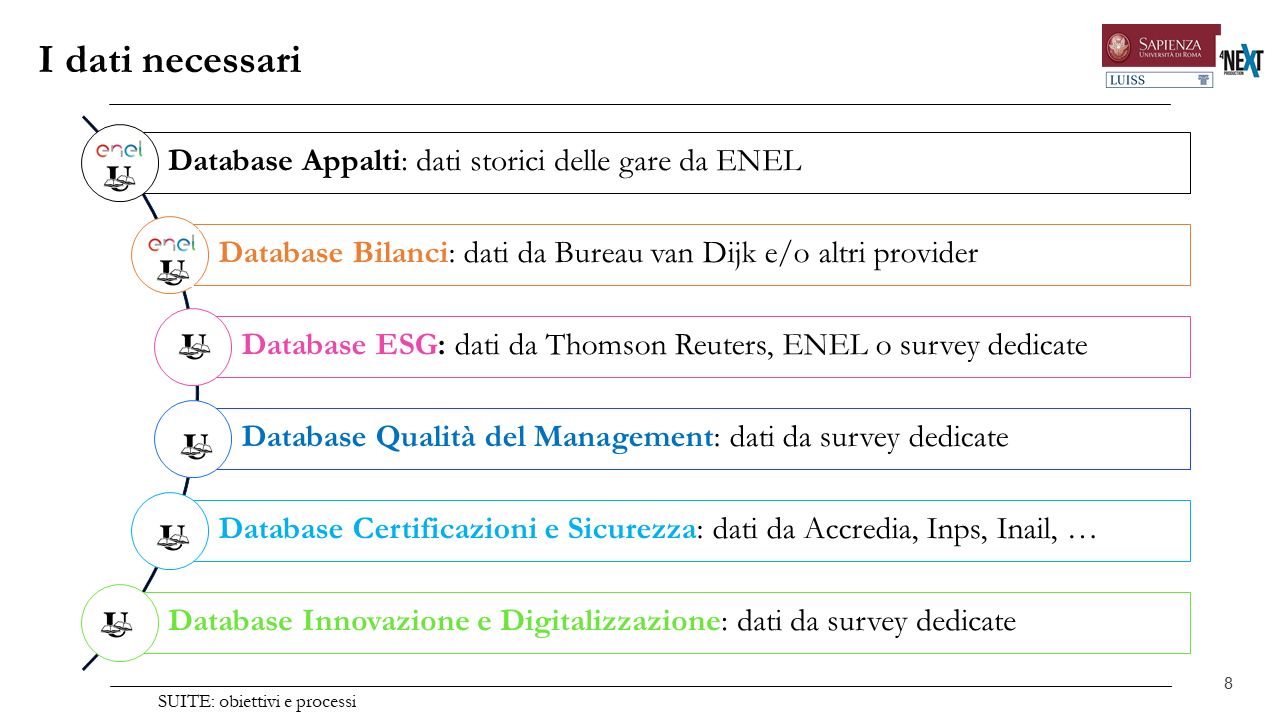 I dati necessari
SAPIENZA
UNIVERSITÀ DI ROMA
LUISS
4NEXT
PRODUCTION
enel
U
Database Appalti: dati storici delle gare da ENEL
enel
U
Database Bilanci: dati da Bureau van Dijk e/o altri provider
U
Database ESG: dati da Thomson Reuters, ENEL o survey dedicate
U
Database Qualità del Management: dati da survey dedicate
U
Database Certificazioni e Sicurezza: dati da Accredia, Inps, Inail, …
U
Database Innovazione e Digitalizzazione: dati da survey dedicate
SUITE: obiettivi e processi
8